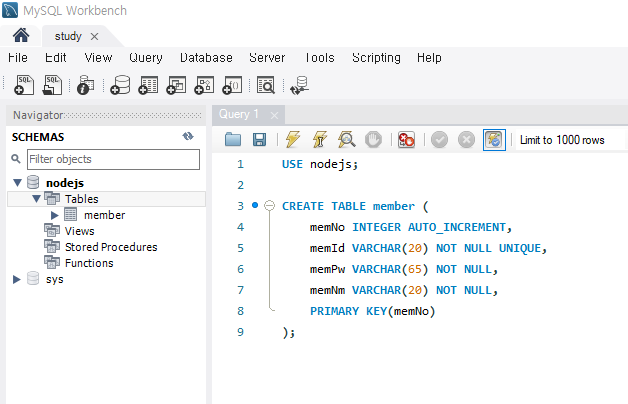 MySQL Workbench
study
File Edit View Query Database Server Tools Scripting Help
SQL SQL
Navigator
SCHEMAS
Filter objects
nodejs
Tables
member
Views
Stored Procedures
Functions
sys
Query 1
Limit to 1000 rows
1 USE nodejs;
2
3 CREATE TABLE member (
4 memNo INTEGER AUTO_INCREMENT,
5 memId VARCHAR(20) NOT NULL UNIQUE,
6 memPw VARCHAR(65) NOT NULL,
7 memNm VARCHAR(20) NOT NULL,
8 PRIMARY KEY(memNo)
9 );